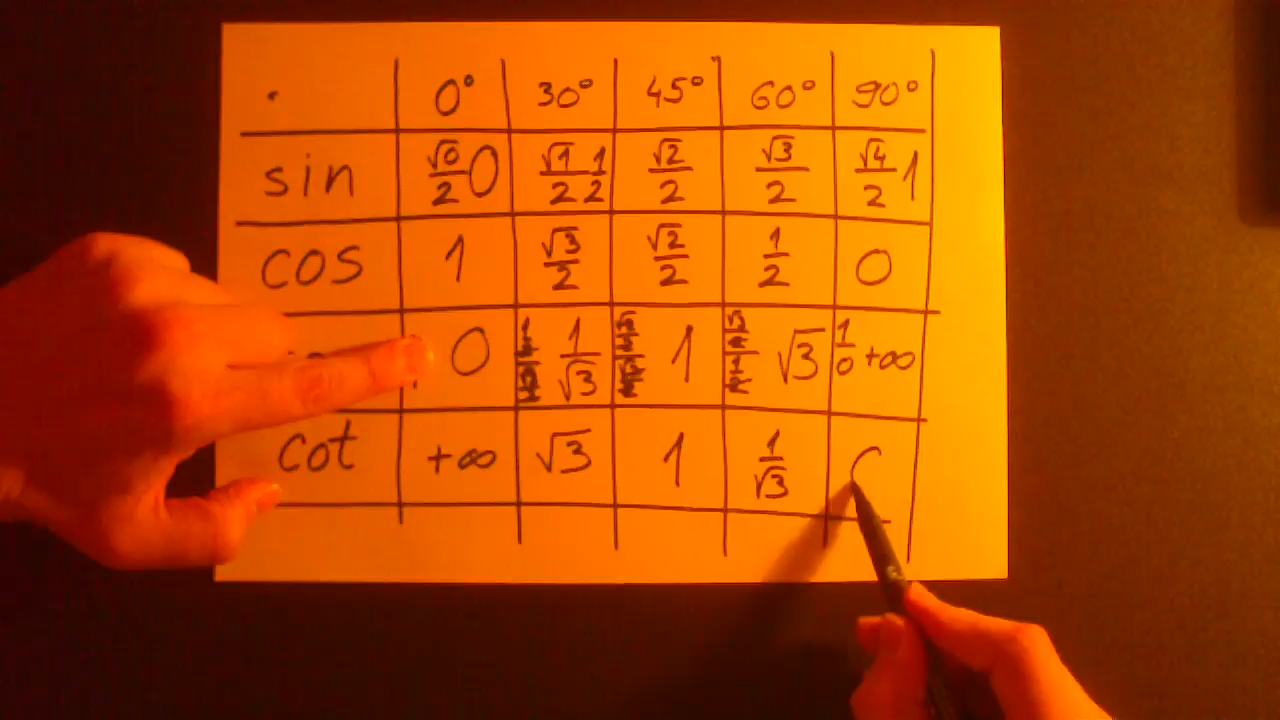 0° 30° 45° 60° 90°
sin √0/2 0 √1/2 1/2 √2/2 √3/2 √4/2 1
cos 1 √3/2 √2/2 1/2 0
0 1/√3 1 √3 1/0 +∞
cot +∞ √3 1 1/√3